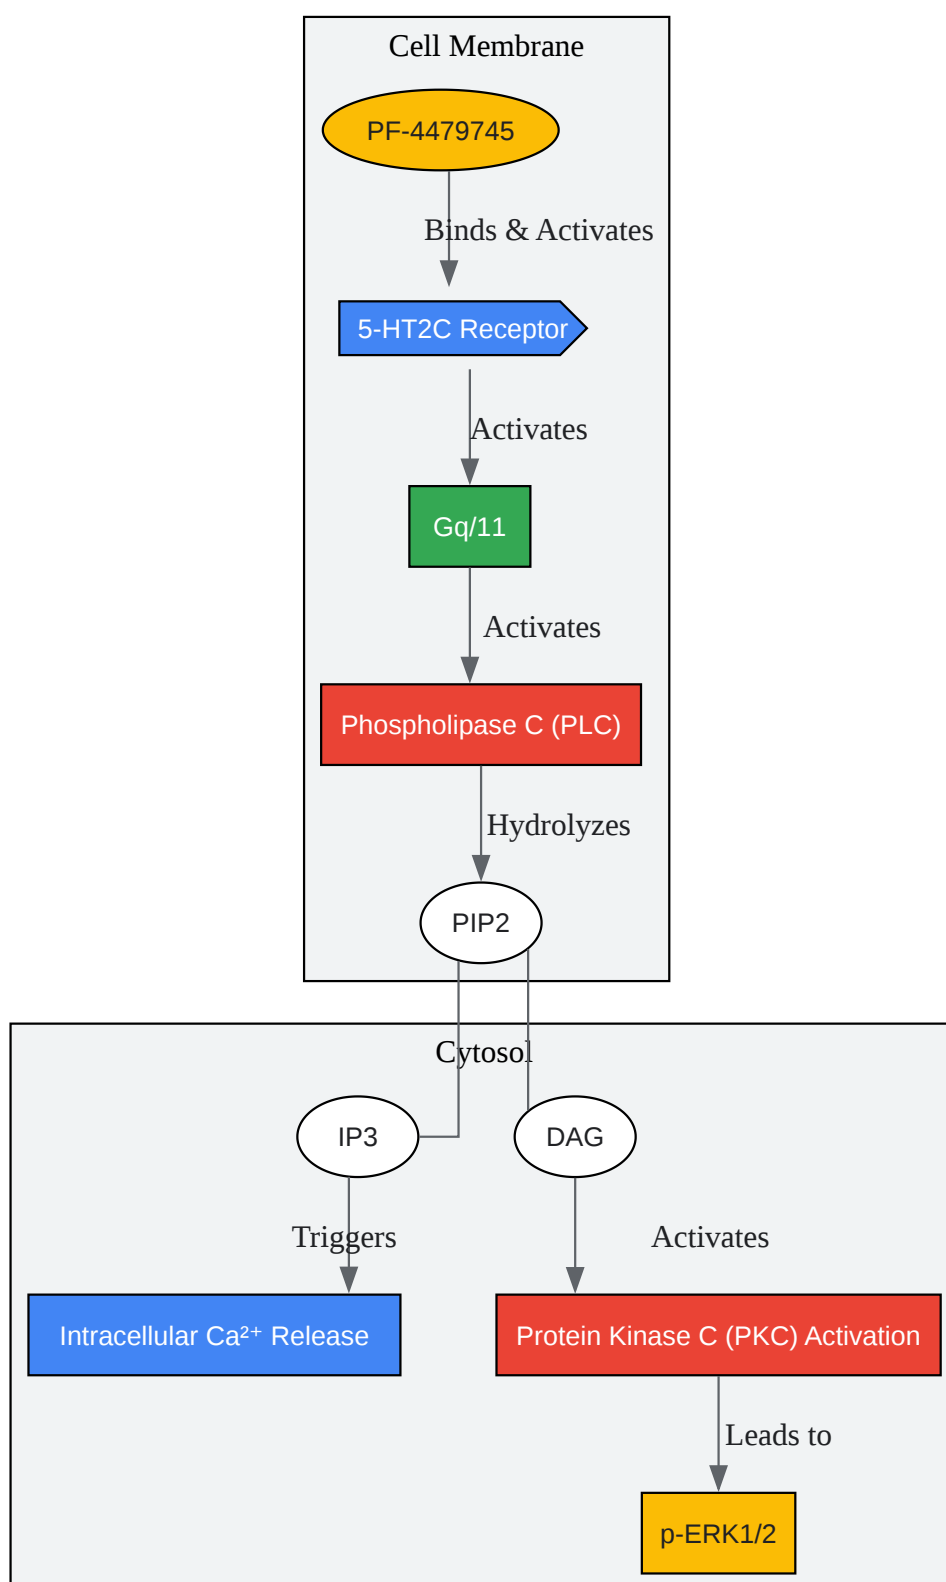 Cell Membrane
PF-4479745
Binds & Activates
5-HT2C Receptor
Activates
Gq/11
Activates
Phospholipase C (PLC)
Hydrolyzes
PIP2
Cytosol
IP3
DAG
Triggers
Activates
Intracellular Ca²⁺ Release
Protein Kinase C (PKC) Activation
Leads to
p-ERK1/2